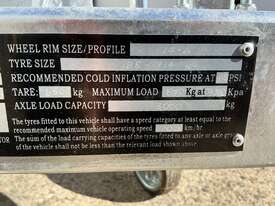 WHEEL RIM SIZE/PROFILE
TYRE SIZE
RECOMMENDED COLD INFLATION PRESSURE AT PSI
TARE: kg MAXIMUM LOAD Kg at Kpa
AXLE LOAD CAPACITY kg
The tyres fitted to this vehicle shall have a speed category at least equal to the
recommended maximum vehicle operating speed km/hr
The sum of the load carrying capacities of the tyres fitted to any axle or axle group
of the vehicle shall not be less than the relevant load shown above.